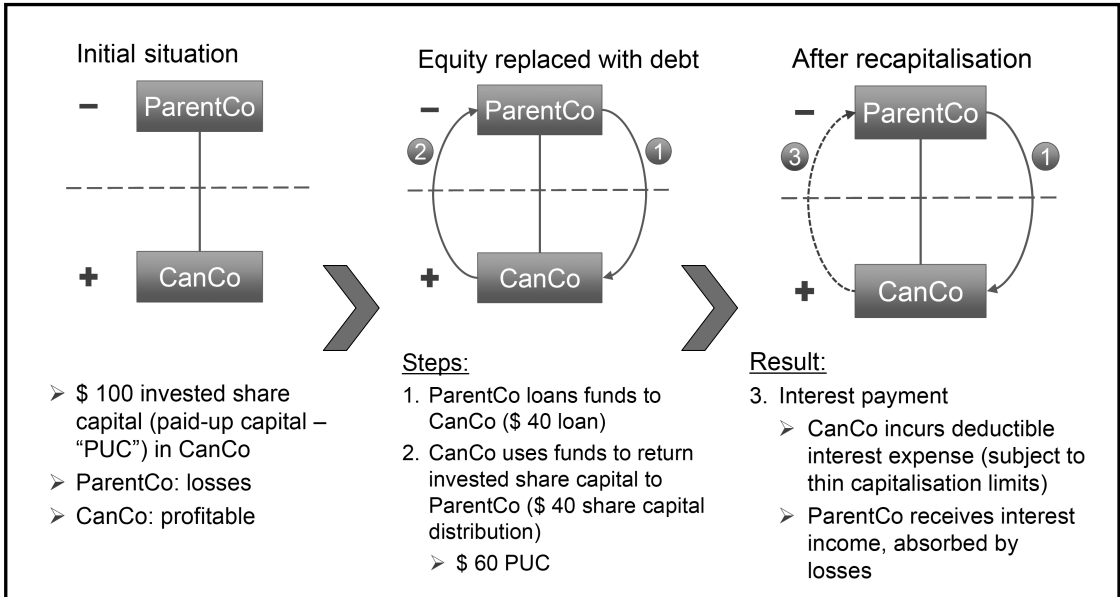 Initial situation
−
ParentCo
+
CanCo
➢ $ 100 invested share
capital (paid-up capital –
“PUC”) in CanCo
➢ ParentCo: losses
➢ CanCo: profitable
Equity replaced with debt
−
ParentCo
2
1
+
CanCo
Steps:
1. ParentCo loans funds to
CanCo ($ 40 loan)
2. CanCo uses funds to return
invested share capital to
ParentCo ($ 40 share capital
distribution)
➢ $ 60 PUC
After recapitalisation
−
ParentCo
3
1
+
CanCo
Result:
3. Interest payment
➢ CanCo incurs deductible
interest expense (subject to
thin capitalisation limits)
➢ ParentCo receives interest
income, absorbed by
losses